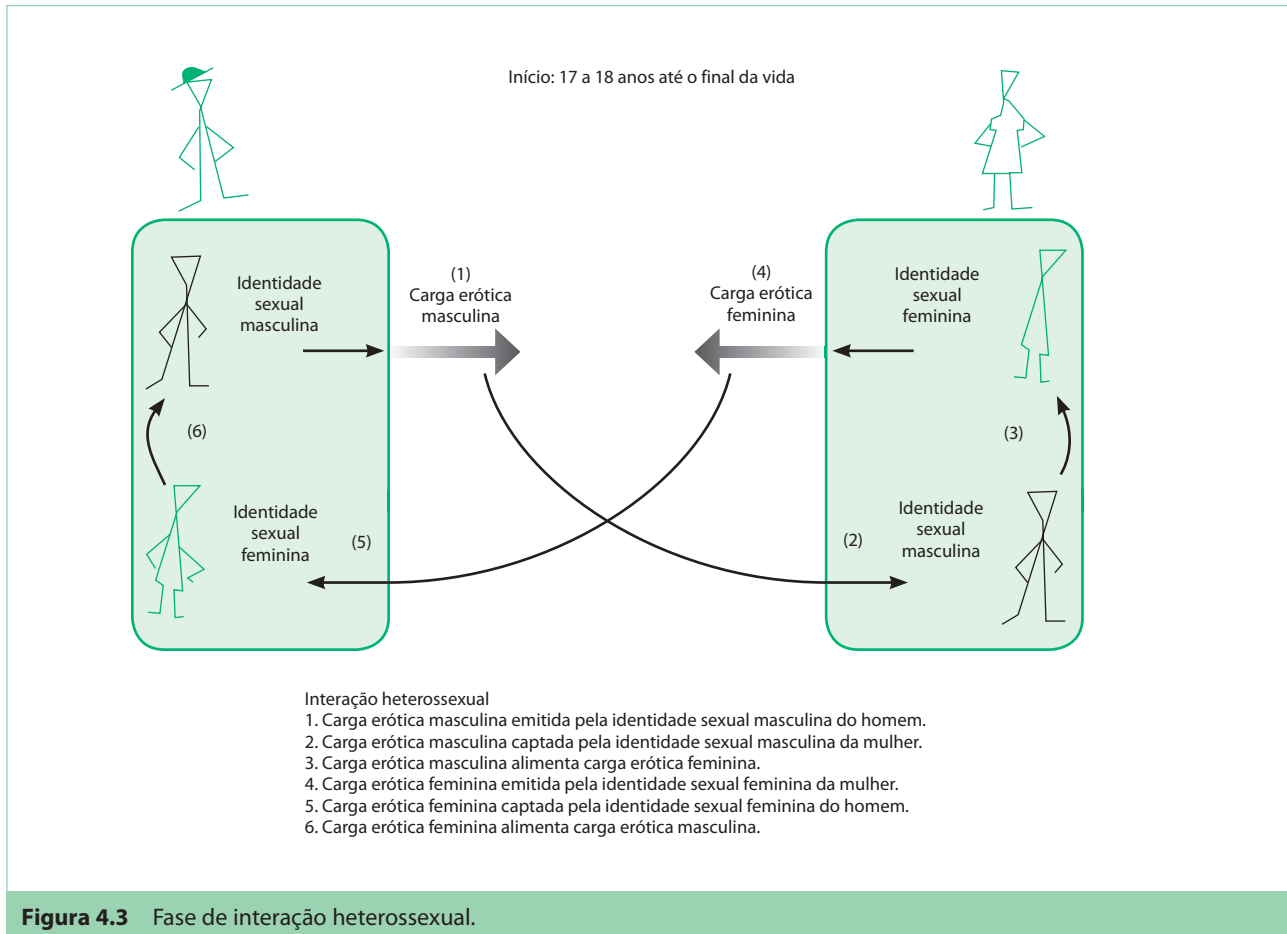 Início: 17 a 18 anos até o final da vida
Identidade
sexual
masculina
(1)
Carga erótica
masculina
(4)
Carga erótica
feminina
Identidade
sexual
feminina
(6)
(3)
Identidade
sexual
feminina
(5)
(2)
Identidade
sexual
masculina
Interação heterossexual
1. Carga erótica masculina emitida pela identidade sexual masculina do homem.
2. Carga erótica masculina captada pela identidade sexual masculina da mulher.
3. Carga erótica masculina alimenta carga erótica feminina.
4. Carga erótica feminina emitida pela identidade sexual feminina da mulher.
5. Carga erótica feminina captada pela identidade sexual feminina do homem.
6. Carga erótica feminina alimenta carga erótica masculina.
Figura 4.3 Fase de interação heterossexual.